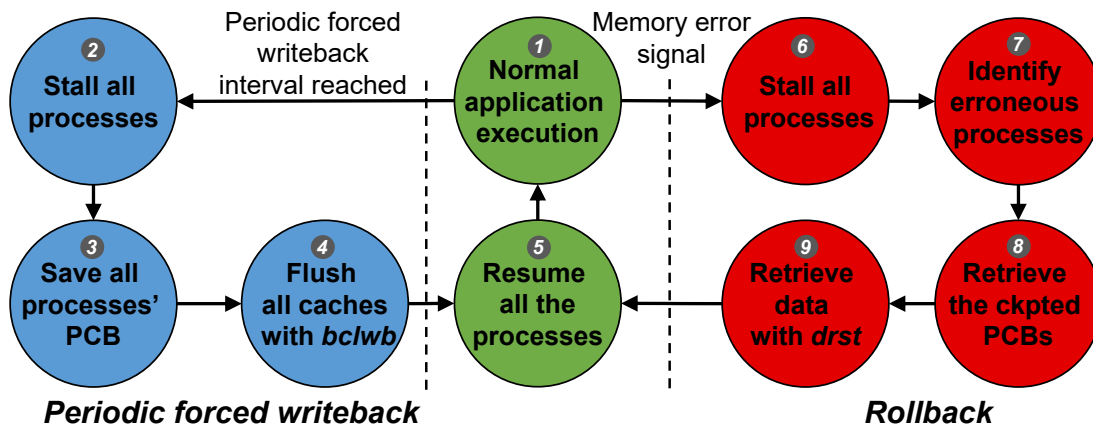 Periodic forced
writeback
interval reached
Memory error
signal
1
Normal
application
execution
2
Stall all
processes
3
Save all
processes’
PCB
4
Flush
all caches
with bclwb
5
Resume
all the
processes
6
Stall all
processes
7
Identify
erroneous
processes
8
Retrieve
the ckpted
PCBs
9
Retrieve
data
with drst
Periodic forced writeback
Rollback